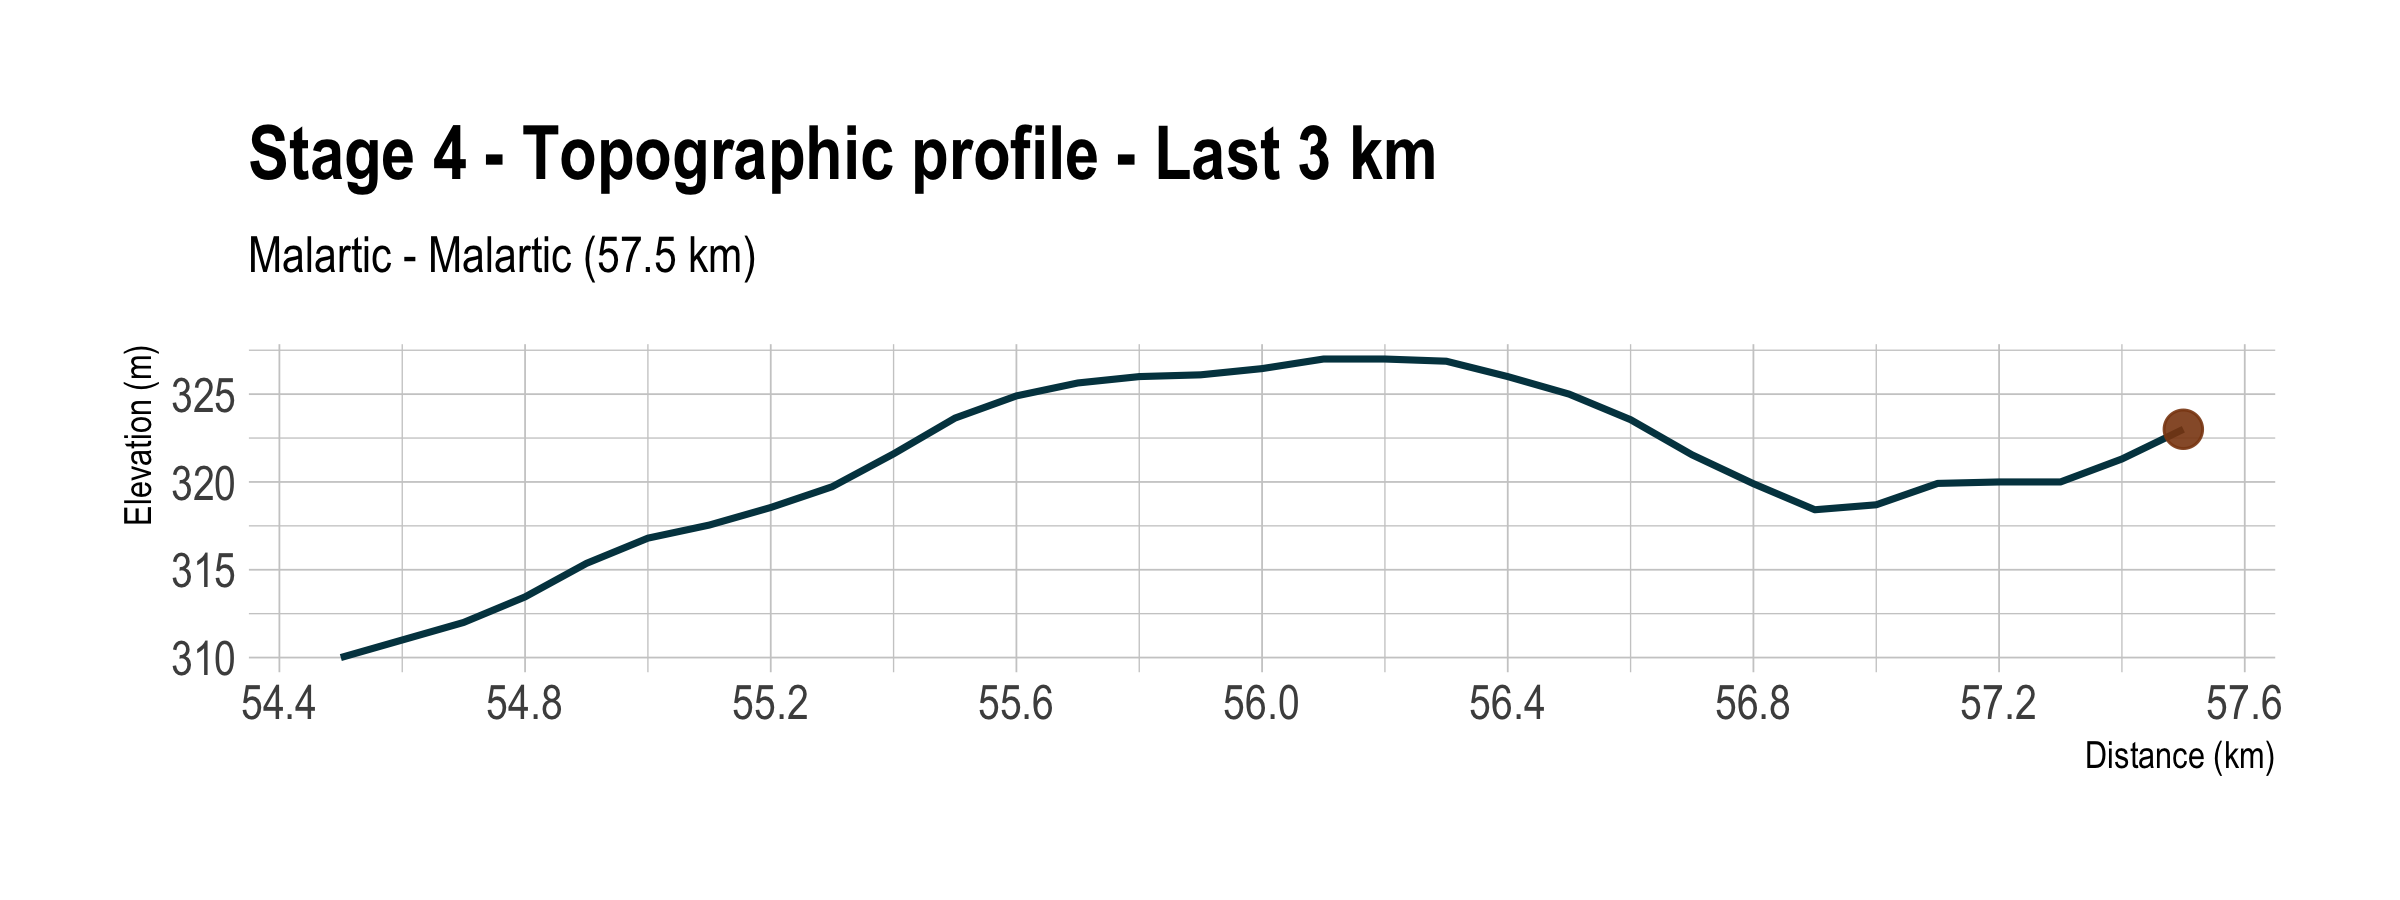 Stage 4 - Topographic profile - Last 3 km
Malartic - Malartic (57.5 km)
Elevation (m)
325
320
315
310
54.4 54.8 55.2 55.6 56.0 56.4 56.8 57.2 57.6
Distance (km)